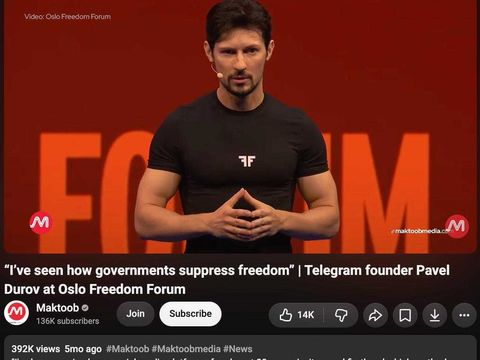 Video: Oslo Freedom Forum
FORUM
FF
@maktoobmedia.co
“I’ve seen how governments suppress freedom” | Telegram founder Pavel
Durov at Oslo Freedom Forum
Maktoob
136K subscribers
Join
Subscribe
14K
392K views 5mo ago #Maktoob #Maktoobmedia #News